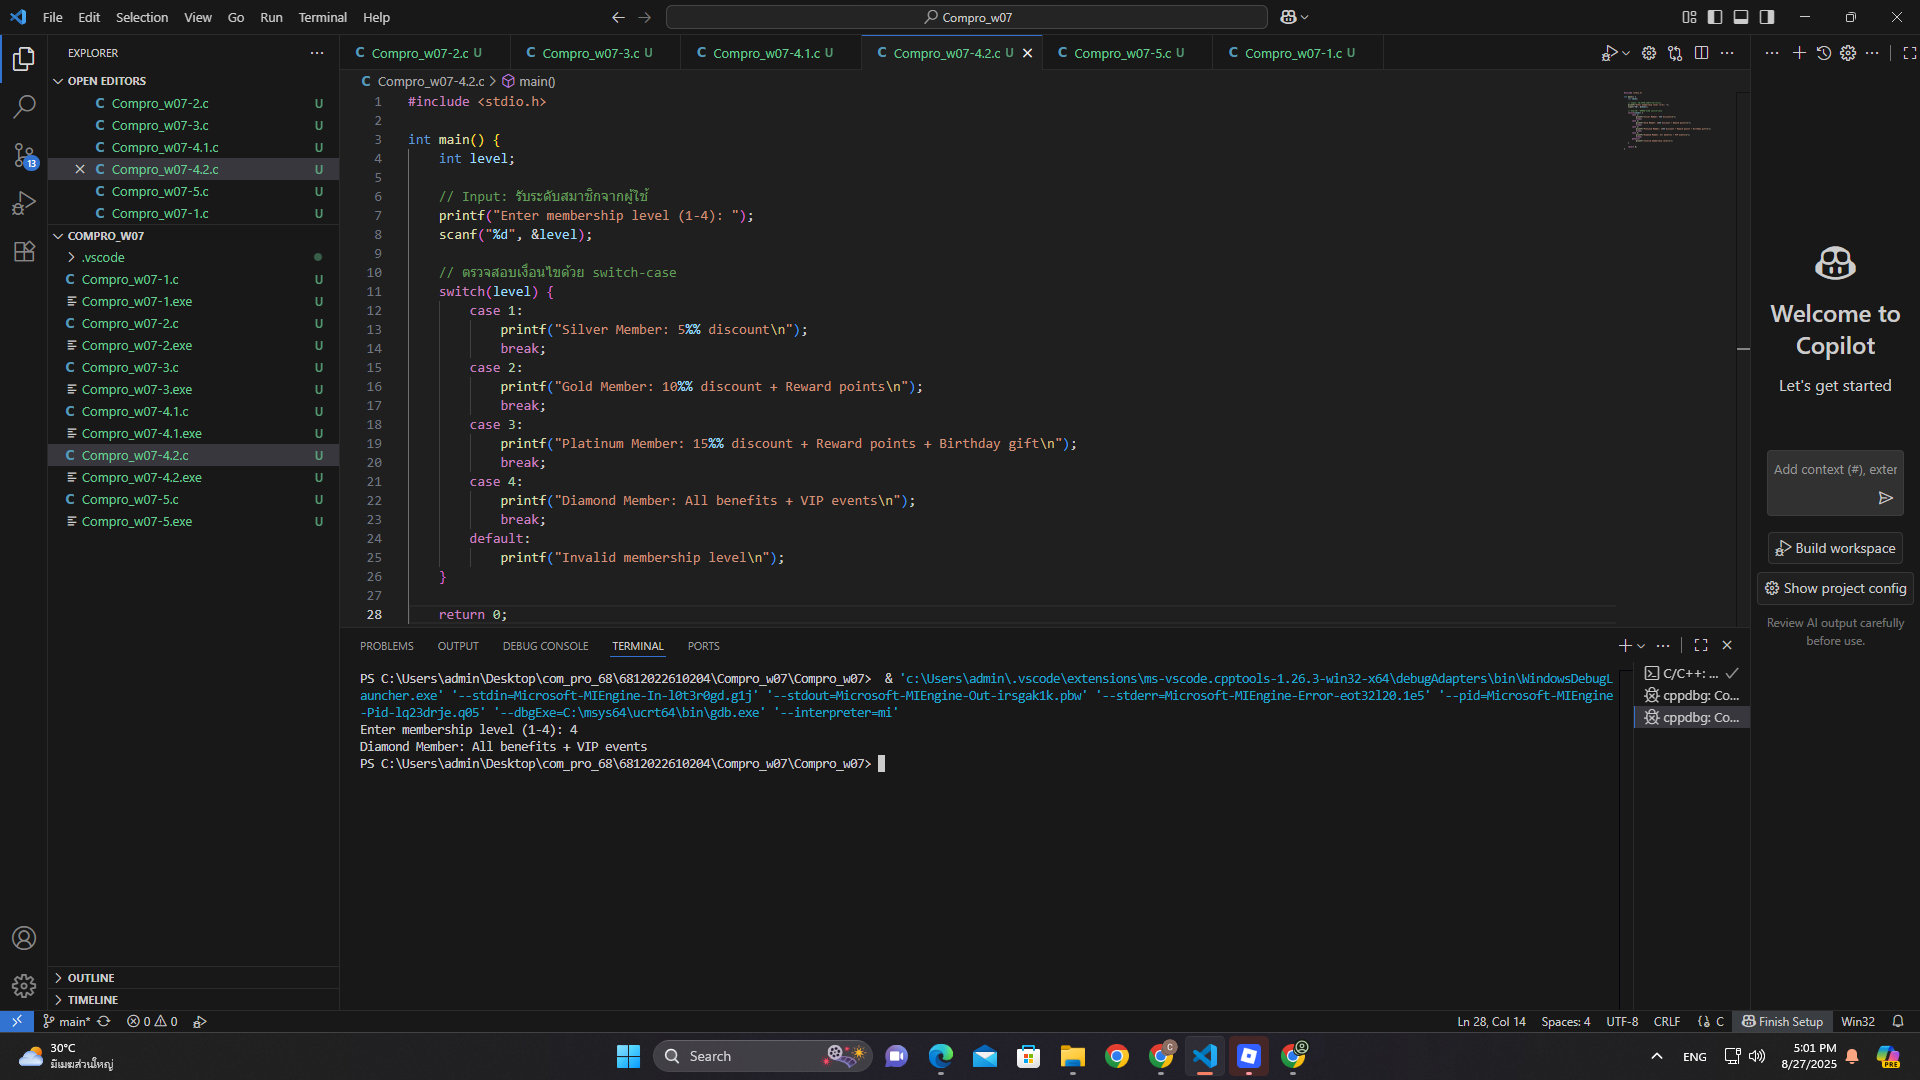 File Edit Selection View Go Run Terminal Help
Compro_w07
EXPLORER
OPEN EDITORS
Compro_w07-2.c U
Compro_w07-3.c U
Compro_w07-4.1.c U
Compro_w07-4.2.c U
Compro_w07-5.c U
Compro_w07-1.c U
13
COMPRO_W07
.vscode
Compro_w07-1.c U
Compro_w07-1.exe U
Compro_w07-2.c U
Compro_w07-2.exe U
Compro_w07-3.c U
Compro_w07-3.exe U
Compro_w07-4.1.c U
Compro_w07-4.1.exe U
Compro_w07-4.2.c U
Compro_w07-4.2.exe U
Compro_w07-5.c U
Compro_w07-5.exe U
OUTLINE
TIMELINE
C Compro_w07-2.c U C Compro_w07-3.c U C Compro_w07-4.1.c U C Compro_w07-4.2.c U C Compro_w07-5.c U C Compro_w07-1.c U
C Compro_w07-4.2.c > main()
1 #include <stdio.h>
2
3 int main() {
4 int level;
5
6 // Input: รับระดับสมาชิกจากผู้ใช้
7 printf("Enter membership level (1-4): ");
8 scanf("%d", &level);
9
10 // ตรวจสอบเงื่อนไขด้วย switch-case
11 switch(level) {
12 case 1:
13 printf("Silver Member: 5%% discount\n");
14 break;
15 case 2:
16 printf("Gold Member: 10%% discount + Reward points\n");
17 break;
18 case 3:
19 printf("Platinum Member: 15%% discount + Reward points + Birthday gift\n");
20 break;
21 case 4:
22 printf("Diamond Member: All benefits + VIP events\n");
23 break;
24 default:
25 printf("Invalid membership level\n");
26 }
27
28 return 0;
PROBLEMS OUTPUT DEBUG CONSOLE TERMINAL PORTS
PS C:\Users\admin\Desktop\com_pro_68\6812022610204\Compro_w07\Compro_w07> & 'c:\Users\admin\.vscode\extensions\ms-vscode.cpptools-1.26.3-win32-x64\debugAdapters\bin\WindowsDebugL
auncher.exe' '--stdin=Microsoft-MIEngine-In-l0t3r0gd.g1j' '--stdout=Microsoft-MIEngine-Out-irsgak1k.pbw' '--stderr=Microsoft-MIEngine-Error-eot32l20.1e5' '--pid=Microsoft-MIEngine
-Pid-lq23drje.q05' '--dbgExe=C:\msys64\ucrt64\bin\gdb.exe' '--interpreter=mi'
Enter membership level (1-4): 4
Diamond Member: All benefits + VIP events
PS C:\Users\admin\Desktop\com_pro_68\6812022610204\Compro_w07\Compro_w07>
C/C++: ...
cppdbg: Co...
cppdbg: Co...
Welcome to
Copilot
Let's get started
Add context (#), exter
Build workspace
Show project config
Review AI output carefully
before use.
main* 0 0 Ln 28, Col 14 Spaces: 4 UTF-8 CRLF {} C Finish Setup Win32
30°C
มีเมฆส่วนใหญ่
Search
C
PRE
ENG
5:01 PM
8/27/2025